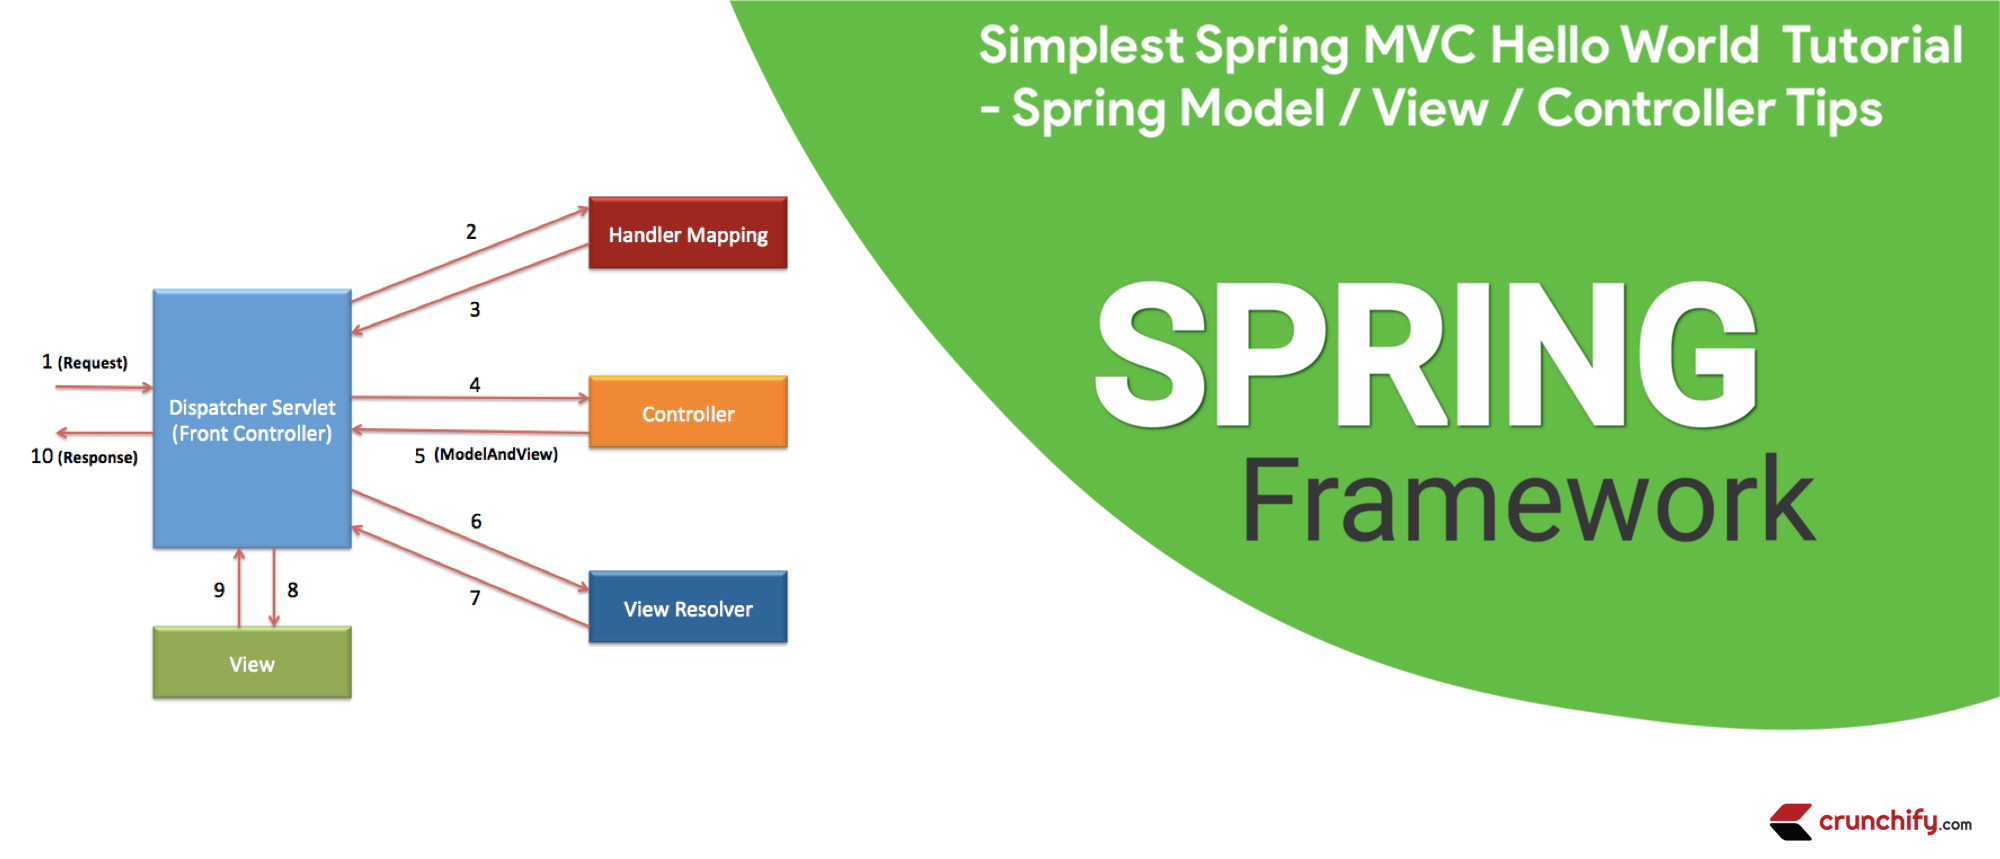 Simplest Spring MVC Hello World Tutorial
- Spring Model / View / Controller Tips
SPRING
Framework
2
Handler Mapping
3
1 (Request)
4
Dispatcher Servlet
(Front Controller)
Controller
10 (Response)
5 (ModelAndView)
6
9
8
7
View Resolver
View
crunchify.com